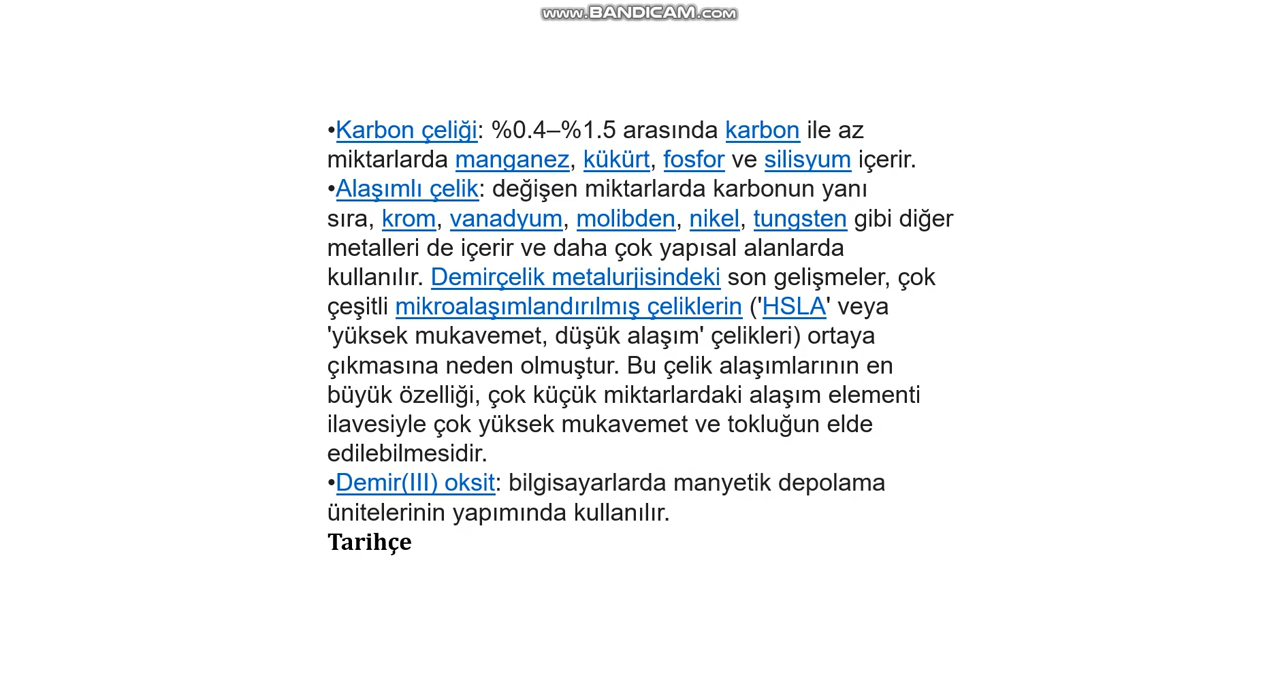 www.BANDICAM.com
•Karbon çeliği: %0.4–%1.5 arasında karbon ile az
miktarlarda manganez, kükürt, fosfor ve silisyum içerir.
•Alaşımlı çelik: değişen miktarlarda karbonun yanı
sıra, krom, vanadyum, molibden, nikel, tungsten gibi diğer
metalleri de içerir ve daha çok yapısal alanlarda
kullanılır. Demirçelik metalurjisindeki son gelişmeler, çok
çeşitli mikroalaşımlandırılmış çeliklerin ('HSLA' veya
'yüksek mukavemet, düşük alaşım' çelikleri) ortaya
çıkmasına neden olmuştur. Bu çelik alaşımlarının en
büyük özelliği, çok küçük miktarlardaki alaşım elementi
ilavesiyle çok yüksek mukavemet ve tokluğun elde
edilebilmesidir.
•Demir(III) oksit: bilgisayarlarda manyetik depolama
ünitelerinin yapımında kullanılır.
Tarihçe